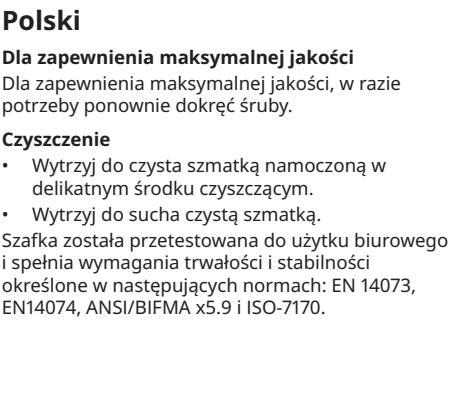 Polski
Dla zapewnienia maksymalnej jakości
Dla zapewnienia maksymalnej jakości, w razie
potrzeby ponownie dokręć śruby.
Czyszczenie
• Wytrzyj do czysta szmatką namoczoną w
delikatnym środku czyszczącym.
• Wytrzyj do sucha czystą szmatką.
Szafka została przetestowana do użytku biurowego
i spełnia wymagania trwałości i stabilności
określone w następujących normach: EN 14073,
EN14074, ANSI/BIFMA x5.9 i ISO-7170.